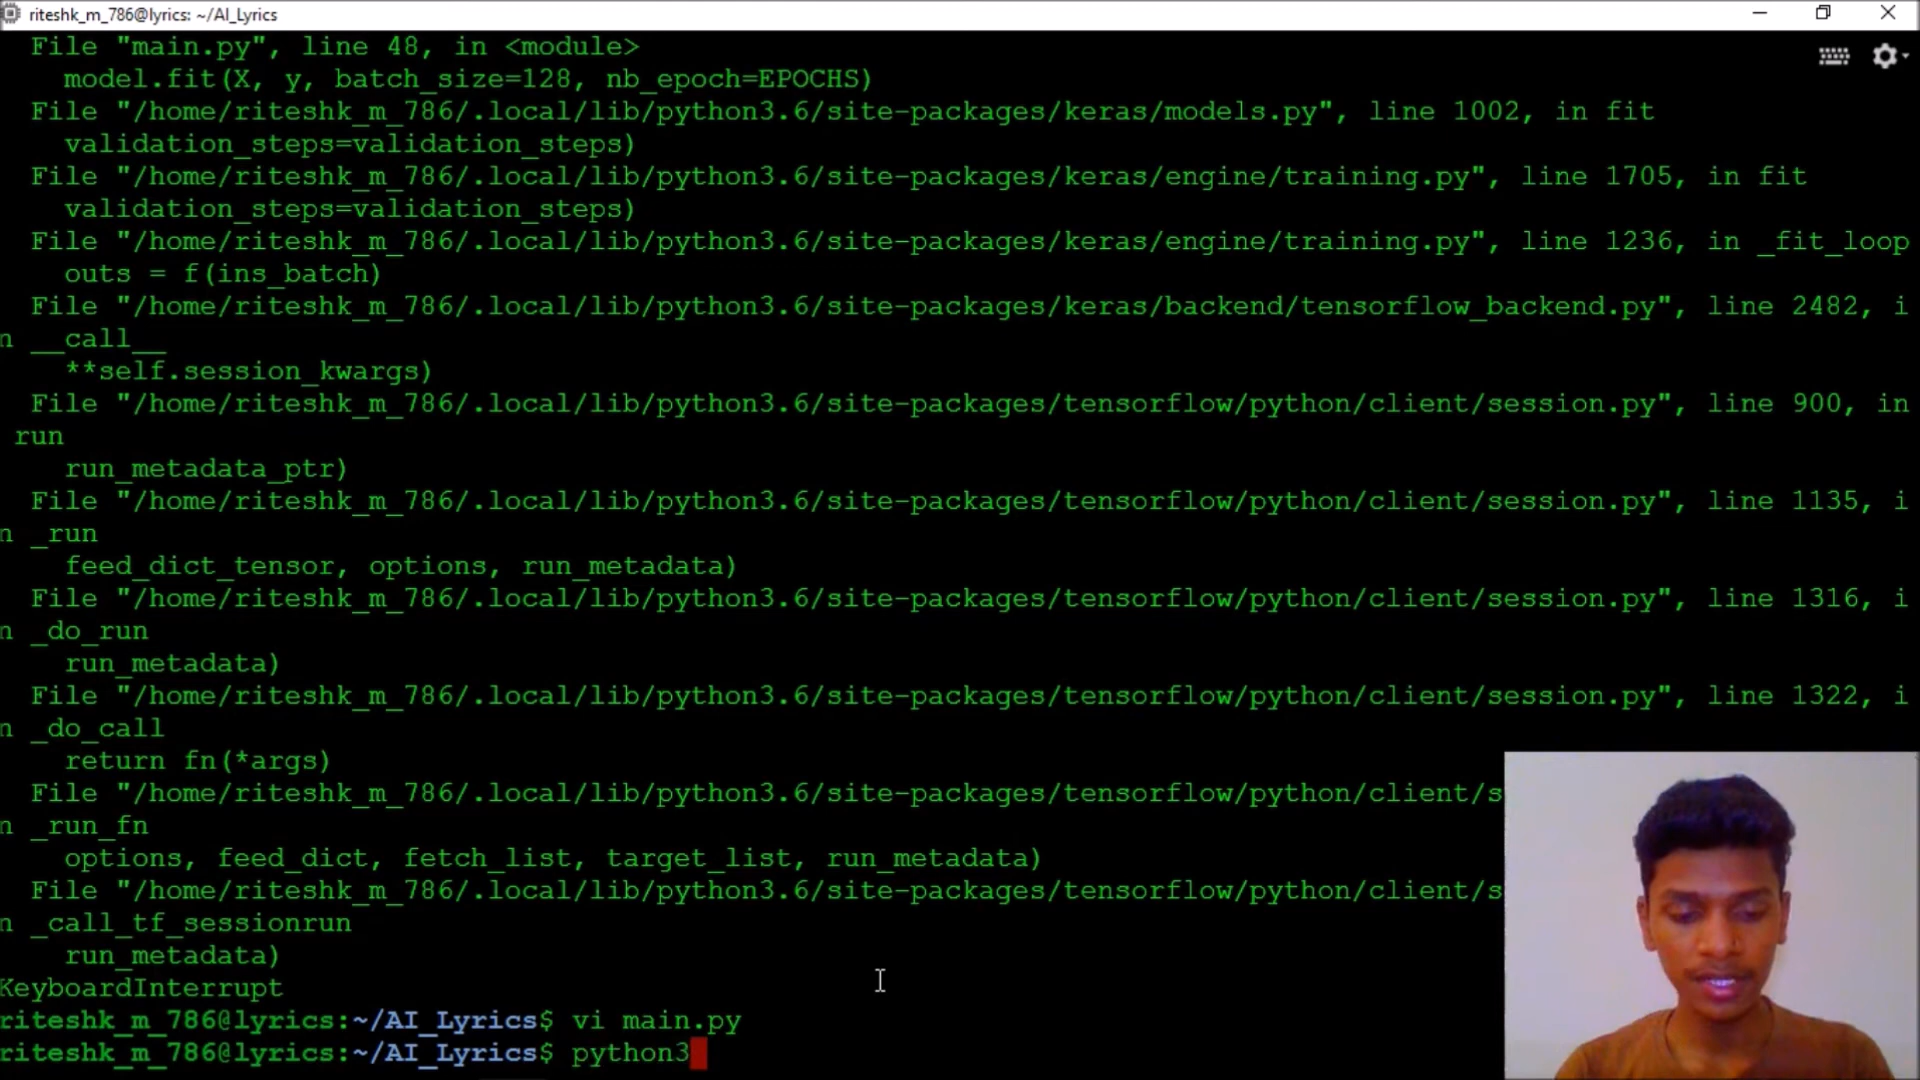 riteshk_m_786@lyrics: ~/AI_Lyrics
File "main.py", line 48, in <module>
model.fit(X, y, batch_size=128, nb_epoch=EPOCHS)
File "/home/riteshk_m_786/.local/lib/python3.6/site-packages/keras/models.py", line 1002, in fit
validation_steps=validation_steps)
File "/home/riteshk_m_786/.local/lib/python3.6/site-packages/keras/engine/training.py", line 1705, in fit
validation_steps=validation_steps)
File "/home/riteshk_m_786/.local/lib/python3.6/site-packages/keras/engine/training.py", line 1236, in _fit_loop
outs = f(ins_batch)
File "/home/riteshk_m_786/.local/lib/python3.6/site-packages/keras/backend/tensorflow_backend.py", line 2482, i
n __call__
**self.session_kwargs)
File "/home/riteshk_m_786/.local/lib/python3.6/site-packages/tensorflow/python/client/session.py", line 900, in
run
run_metadata_ptr)
File "/home/riteshk_m_786/.local/lib/python3.6/site-packages/tensorflow/python/client/session.py", line 1135, i
n _run
feed_dict_tensor, options, run_metadata)
File "/home/riteshk_m_786/.local/lib/python3.6/site-packages/tensorflow/python/client/session.py", line 1316, i
n _do_run
run_metadata)
File "/home/riteshk_m_786/.local/lib/python3.6/site-packages/tensorflow/python/client/session.py", line 1322, i
n _do_call
return fn(*args)
File "/home/riteshk_m_786/.local/lib/python3.6/site-packages/tensorflow/python/client/s
n _run_fn
options, feed_dict, fetch_list, target_list, run_metadata)
File "/home/riteshk_m_786/.local/lib/python3.6/site-packages/tensorflow/python/client/s
n _call_tf_sessionrun
run_metadata)
KeyboardInterrupt
riteshk_m_786@lyrics:~/AI_Lyrics$ vi main.py
riteshk_m_786@lyrics:~/AI_Lyrics$ python3